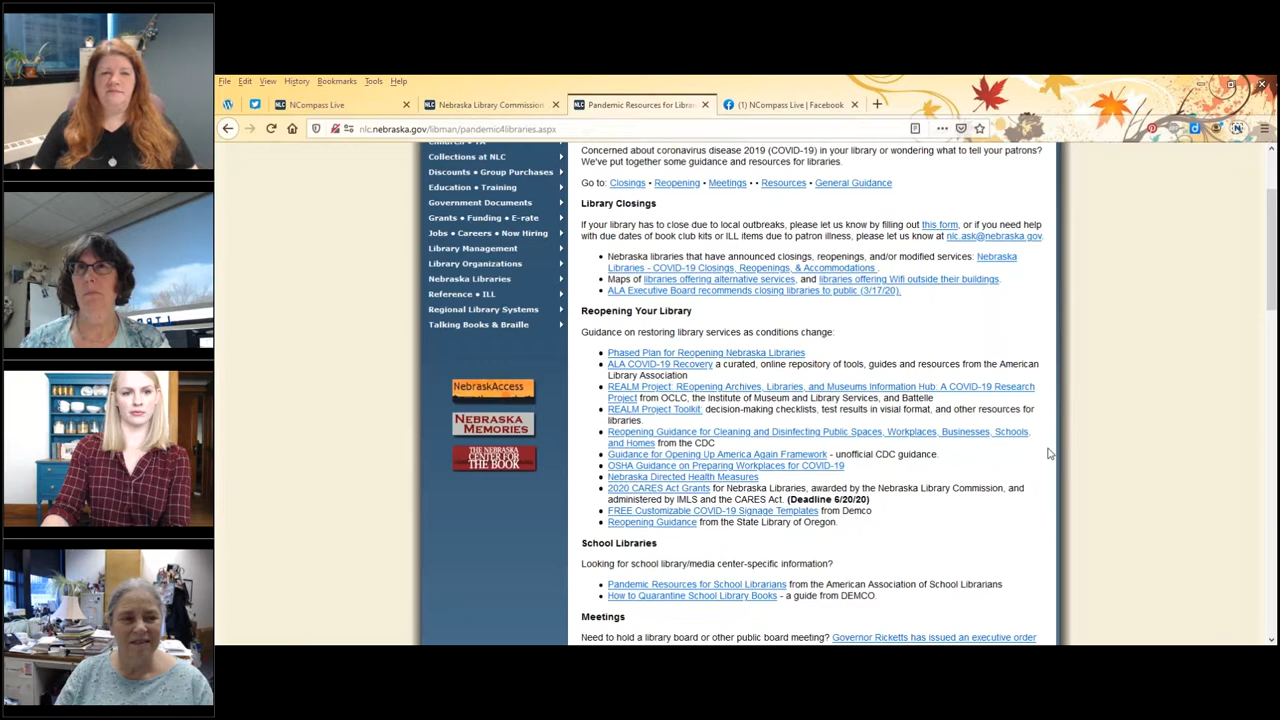 File Edit View History Bookmarks Tools Help
NCompass Live
Nebraska Library Commission
Pandemic Resources for Librar
(1) NCompass Live | Facebook
nlc.nebraska.gov/libman/pandemic4libraries.aspx
Collections at NLC
Discounts • Group Purchases
Education • Training
Government Documents
Grants • Funding • E-rate
Jobs • Careers • Now Hiring
Library Management
Library Organizations
Nebraska Libraries
Reference • ILL
Regional Library Systems
Talking Books & Braille
NebraskAccess
NEBRASKA
MEMORIES
THE NEBRASKA
CENTER FOR
THE BOOK
Concerned about coronavirus disease 2019 (COVID-19) in your library or wondering what to tell your patrons?
We've put together some guidance and resources for libraries.
Go to: Closings • Reopening • Meetings • • Resources • General Guidance
Library Closings
If your library has to close due to local outbreaks, please let us know by filling out this form, or if you need help
with due dates of book club kits or ILL items due to patron illness, please let us know at nlc.ask@nebraska.gov.
• Nebraska libraries that have announced closings, reopenings, and/or modified services: Nebraska
Libraries - COVID-19 Closings, Reopenings, & Accommodations .
• Maps of libraries offering alternative services, and libraries offering Wifi outside their buildings.
• ALA Executive Board recommends closing libraries to public (3/17/20).
Reopening Your Library
Guidance on restoring library services as conditions change:
• Phased Plan for Reopening Nebraska Libraries
• ALA COVID-19 Recovery a curated, online repository of tools, guides and resources from the American
Library Association
• REALM Project: REopening Archives, Libraries, and Museums Information Hub: A COVID-19 Research
Project from OCLC, the Institute of Museum and Library Services, and Battelle
• REALM Project Toolkit: decision-making checklists, test results in visial format, and other resources for
libraries.
• Reopening Guidance for Cleaning and Disinfecting Public Spaces, Workplaces, Businesses, Schools,
and Homes from the CDC
• Guidance for Opening Up America Again Framework - unofficial CDC guidance.
• OSHA Guidance on Preparing Workplaces for COVID-19
• Nebraska Directed Health Measures
• 2020 CARES Act Grants for Nebraska Libraries, awarded by the Nebraska Library Commission, and
administered by IMLS and the CARES Act. (Deadline 6/20/20)
• FREE Customizable COVID-19 Signage Templates from Demco
• Reopening Guidance from the State Library of Oregon.
School Libraries
Looking for school library/media center-specific information?
• Pandemic Resources for School Librarians from the American Association of School Librarians
• How to Quarantine School Library Books - a guide from DEMCO.
Meetings
Need to hold a library board or other public board meeting? Governor Ricketts has issued an executive order